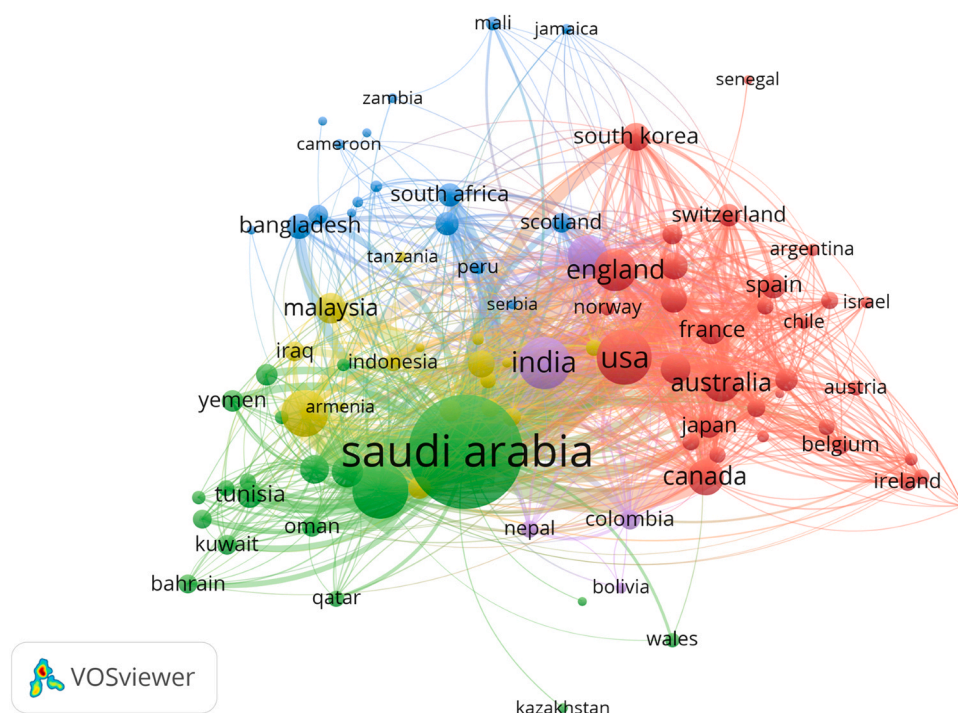 mali
jamaica
senegal
zambia
south korea
cameroon
south africa
switzerland
bangladesh
scotland
tanzania
argentina
peru
england
spain
malaysia
serbia
norway
israel
chile
france
iraq
indonesia
india
usa
australia
austria
yemen
armenia
japan
saudi arabia
belgium
canada
ireland
tunisia
oman
nepal
colombia
kuwait
bahrain
qatar
bolivia
wales
VOSviewer
kazakhstan